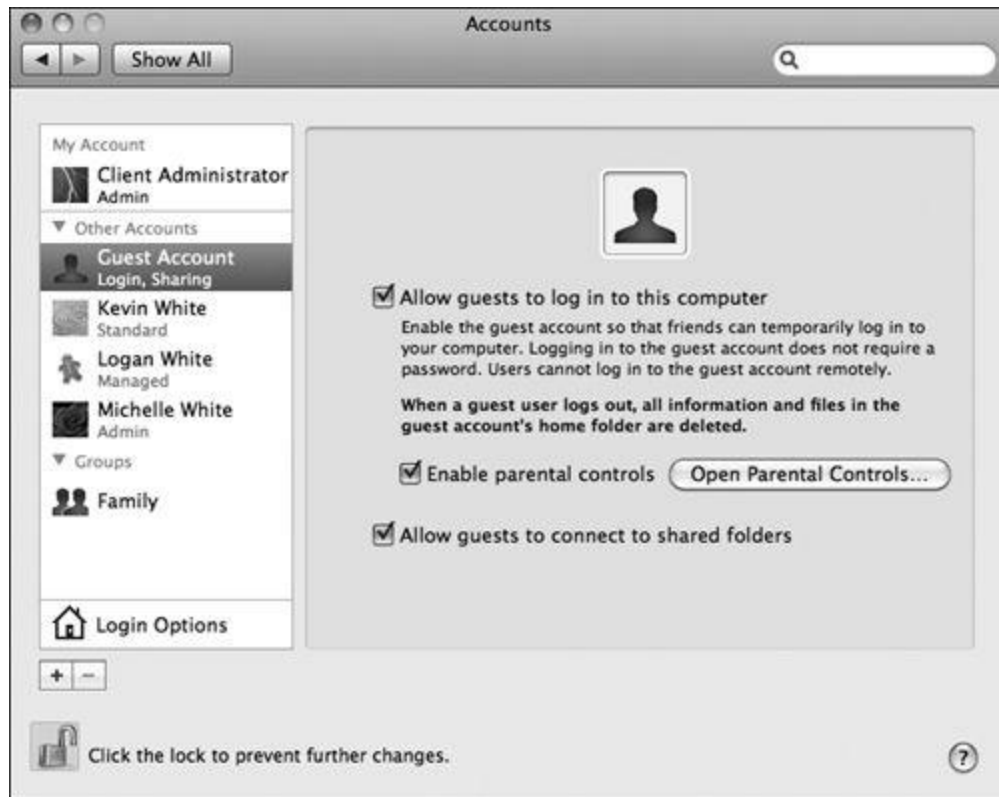 Accounts
Show All
My Account
Client Administrator
Admin
Other Accounts
Guest Account
Login, Sharing
Kevin White
Standard
Logan White
Managed
Michelle White
Admin
Groups
Family
Login Options
Allow guests to log in to this computer
Enable the guest account so that friends can temporarily log in to
your computer. Logging in to the guest account does not require a
password. Users cannot log in to the guest account remotely.
When a guest user logs out, all information and files in the
guest account's home folder are deleted.
Enable parental controls Open Parental Controls...
Allow guests to connect to shared folders
+ −
Click the lock to prevent further changes.
?